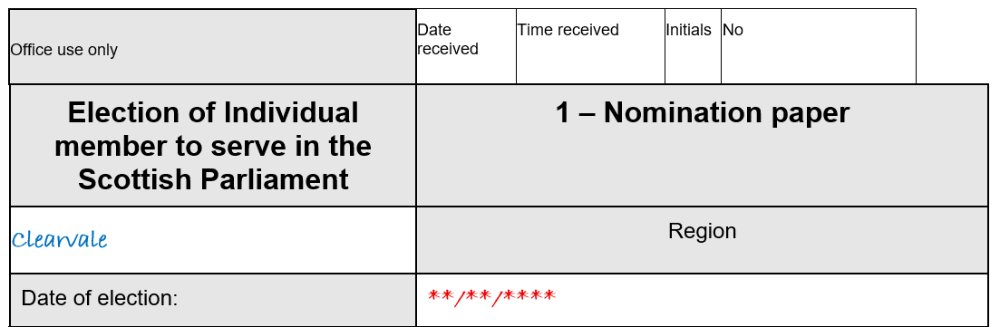 Office use only
Date received
Time received
Initials
No
Election of Individual
member to serve in the
Scottish Parliament
1 – Nomination paper
Clearvale
Region
Date of election:
**/**/****